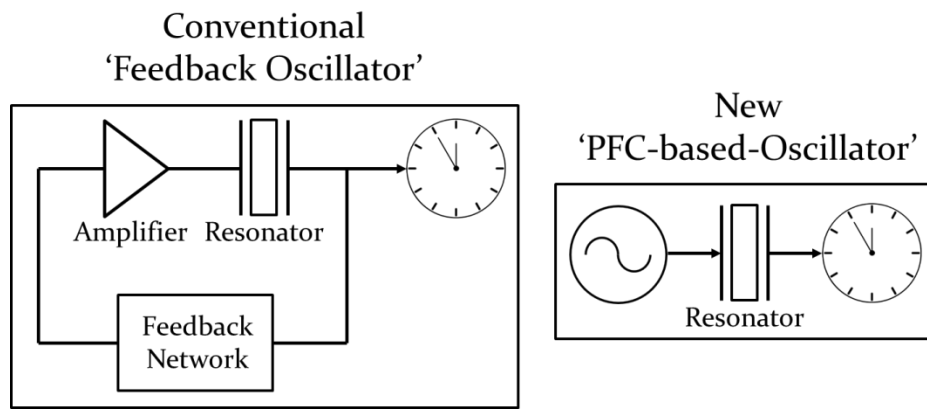 Conventional
‘Feedback Oscillator’
Amplifier
Resonator
Feedback
Network
New
‘PFC-based-Oscillator’
Resonator